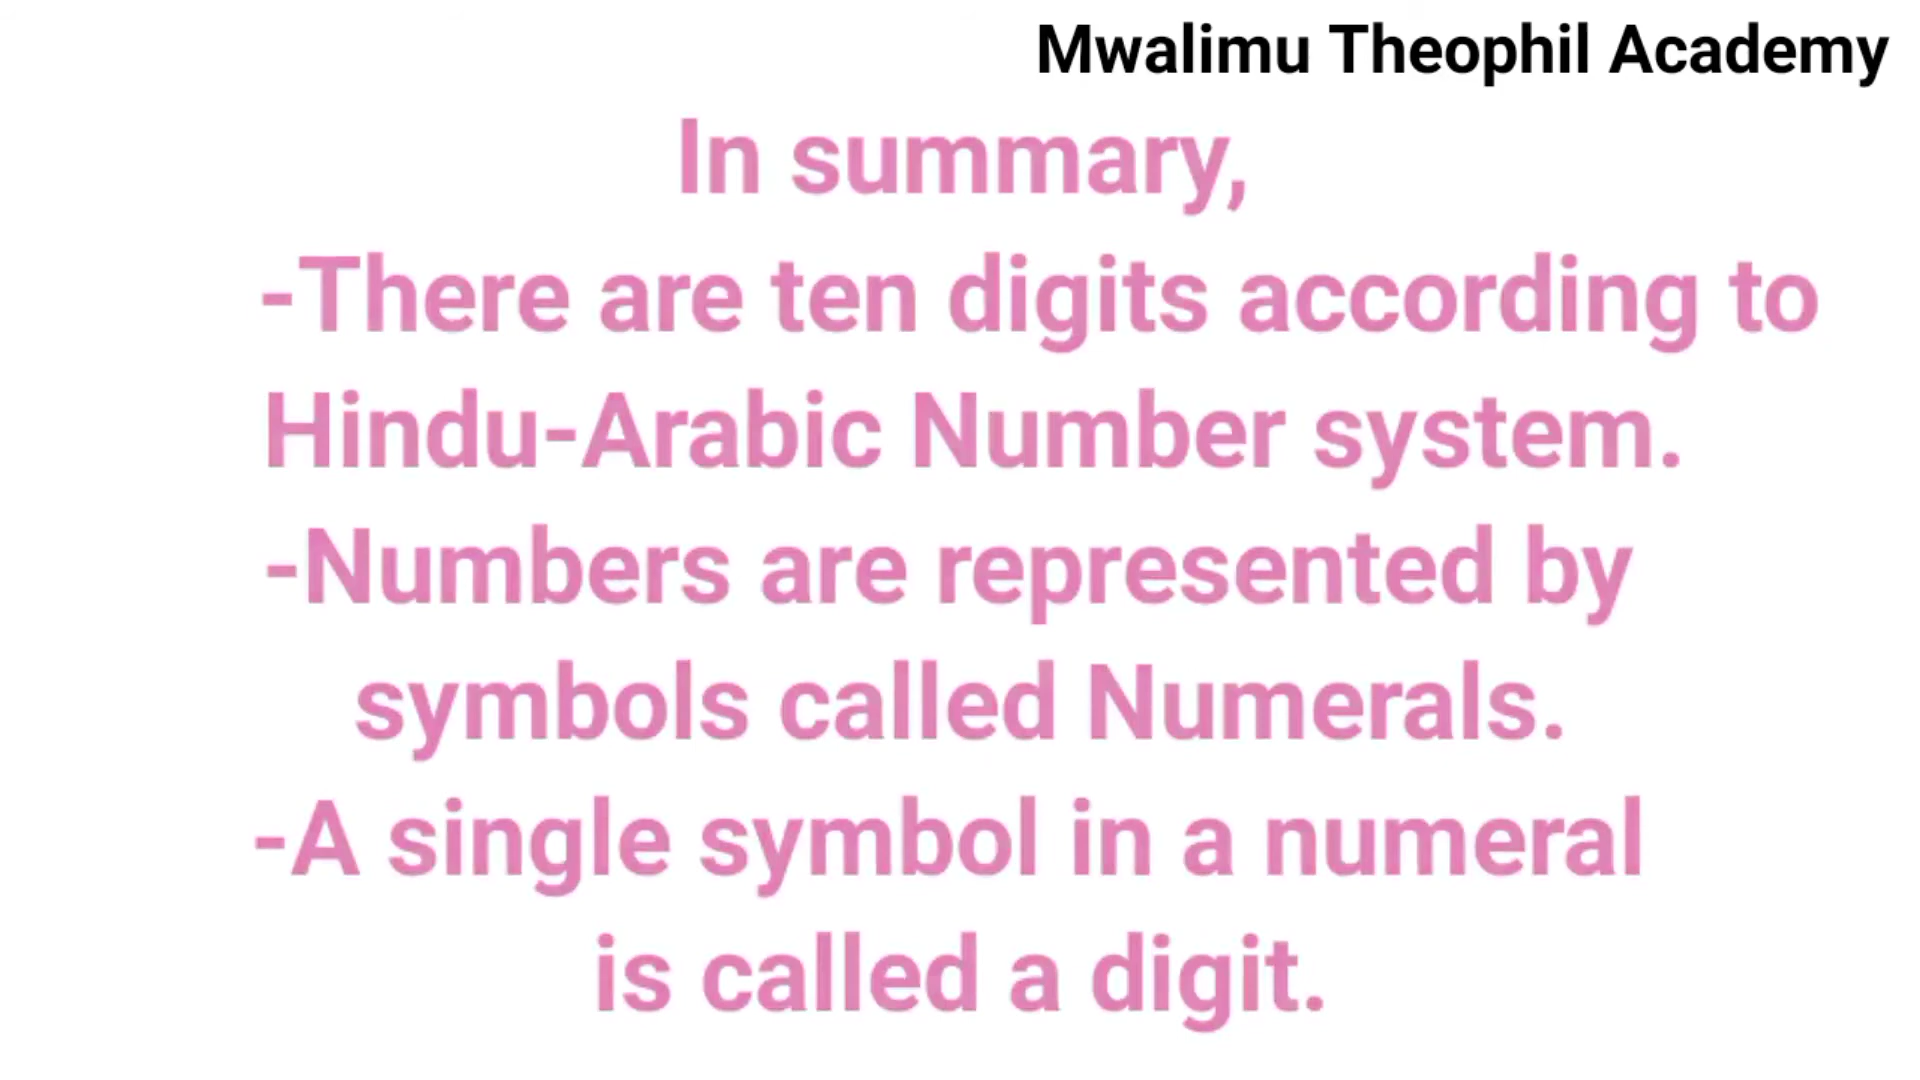 Mwalimu Theophil Academy
In summary,
-There are ten digits according to
Hindu-Arabic Number system.
-Numbers are represented by
symbols called Numerals.
-A single symbol in a numeral
is called a digit.